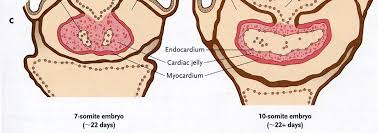 C
Endocardium
Cardiac jelly
Myocardium
7-somite embryo
(~ 22 days)
10-somite embryo
(~ 22+ days)